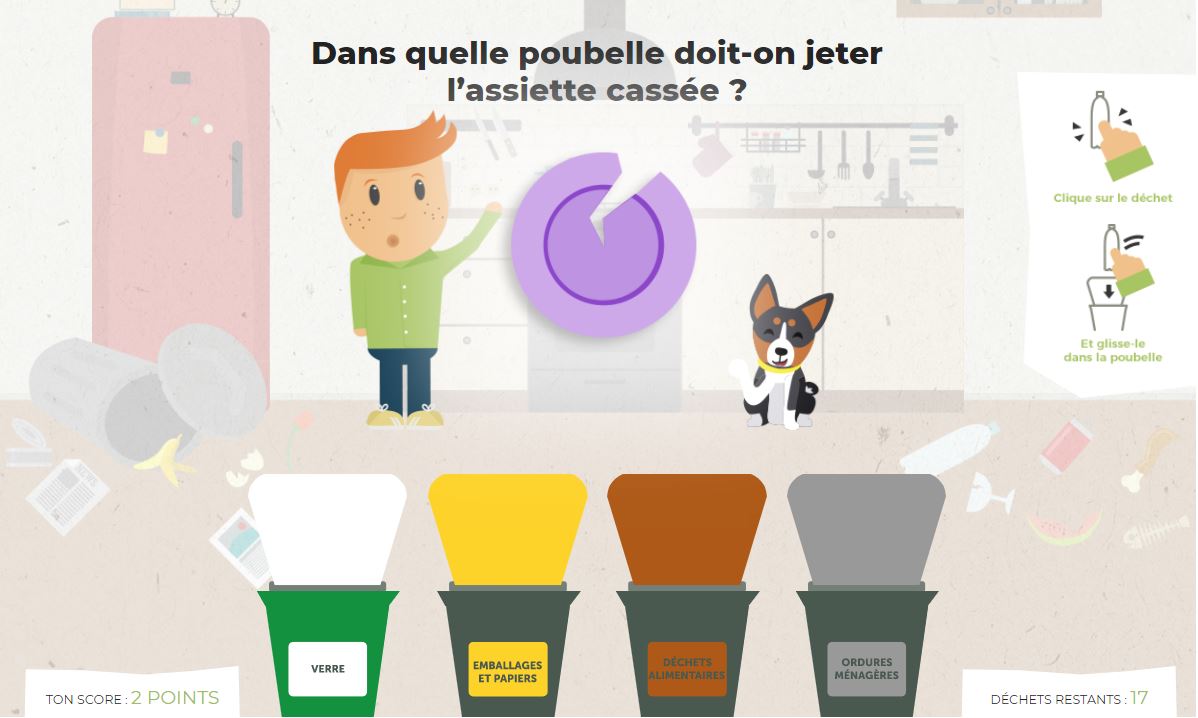 Dans quelle poubelle doit-on jeter
l’assiette cassée ?
Clique sur le déchet
Et glisse-le
dans la poubelle
NEWS
VERRE
EMBALLAGES
ET PAPIERS
DÉCHETS
ALIMENTAIRES
ORDURES
MÉNAGÈRES
TON SCORE : 2 POINTS
DÉCHETS RESTANTS : 17